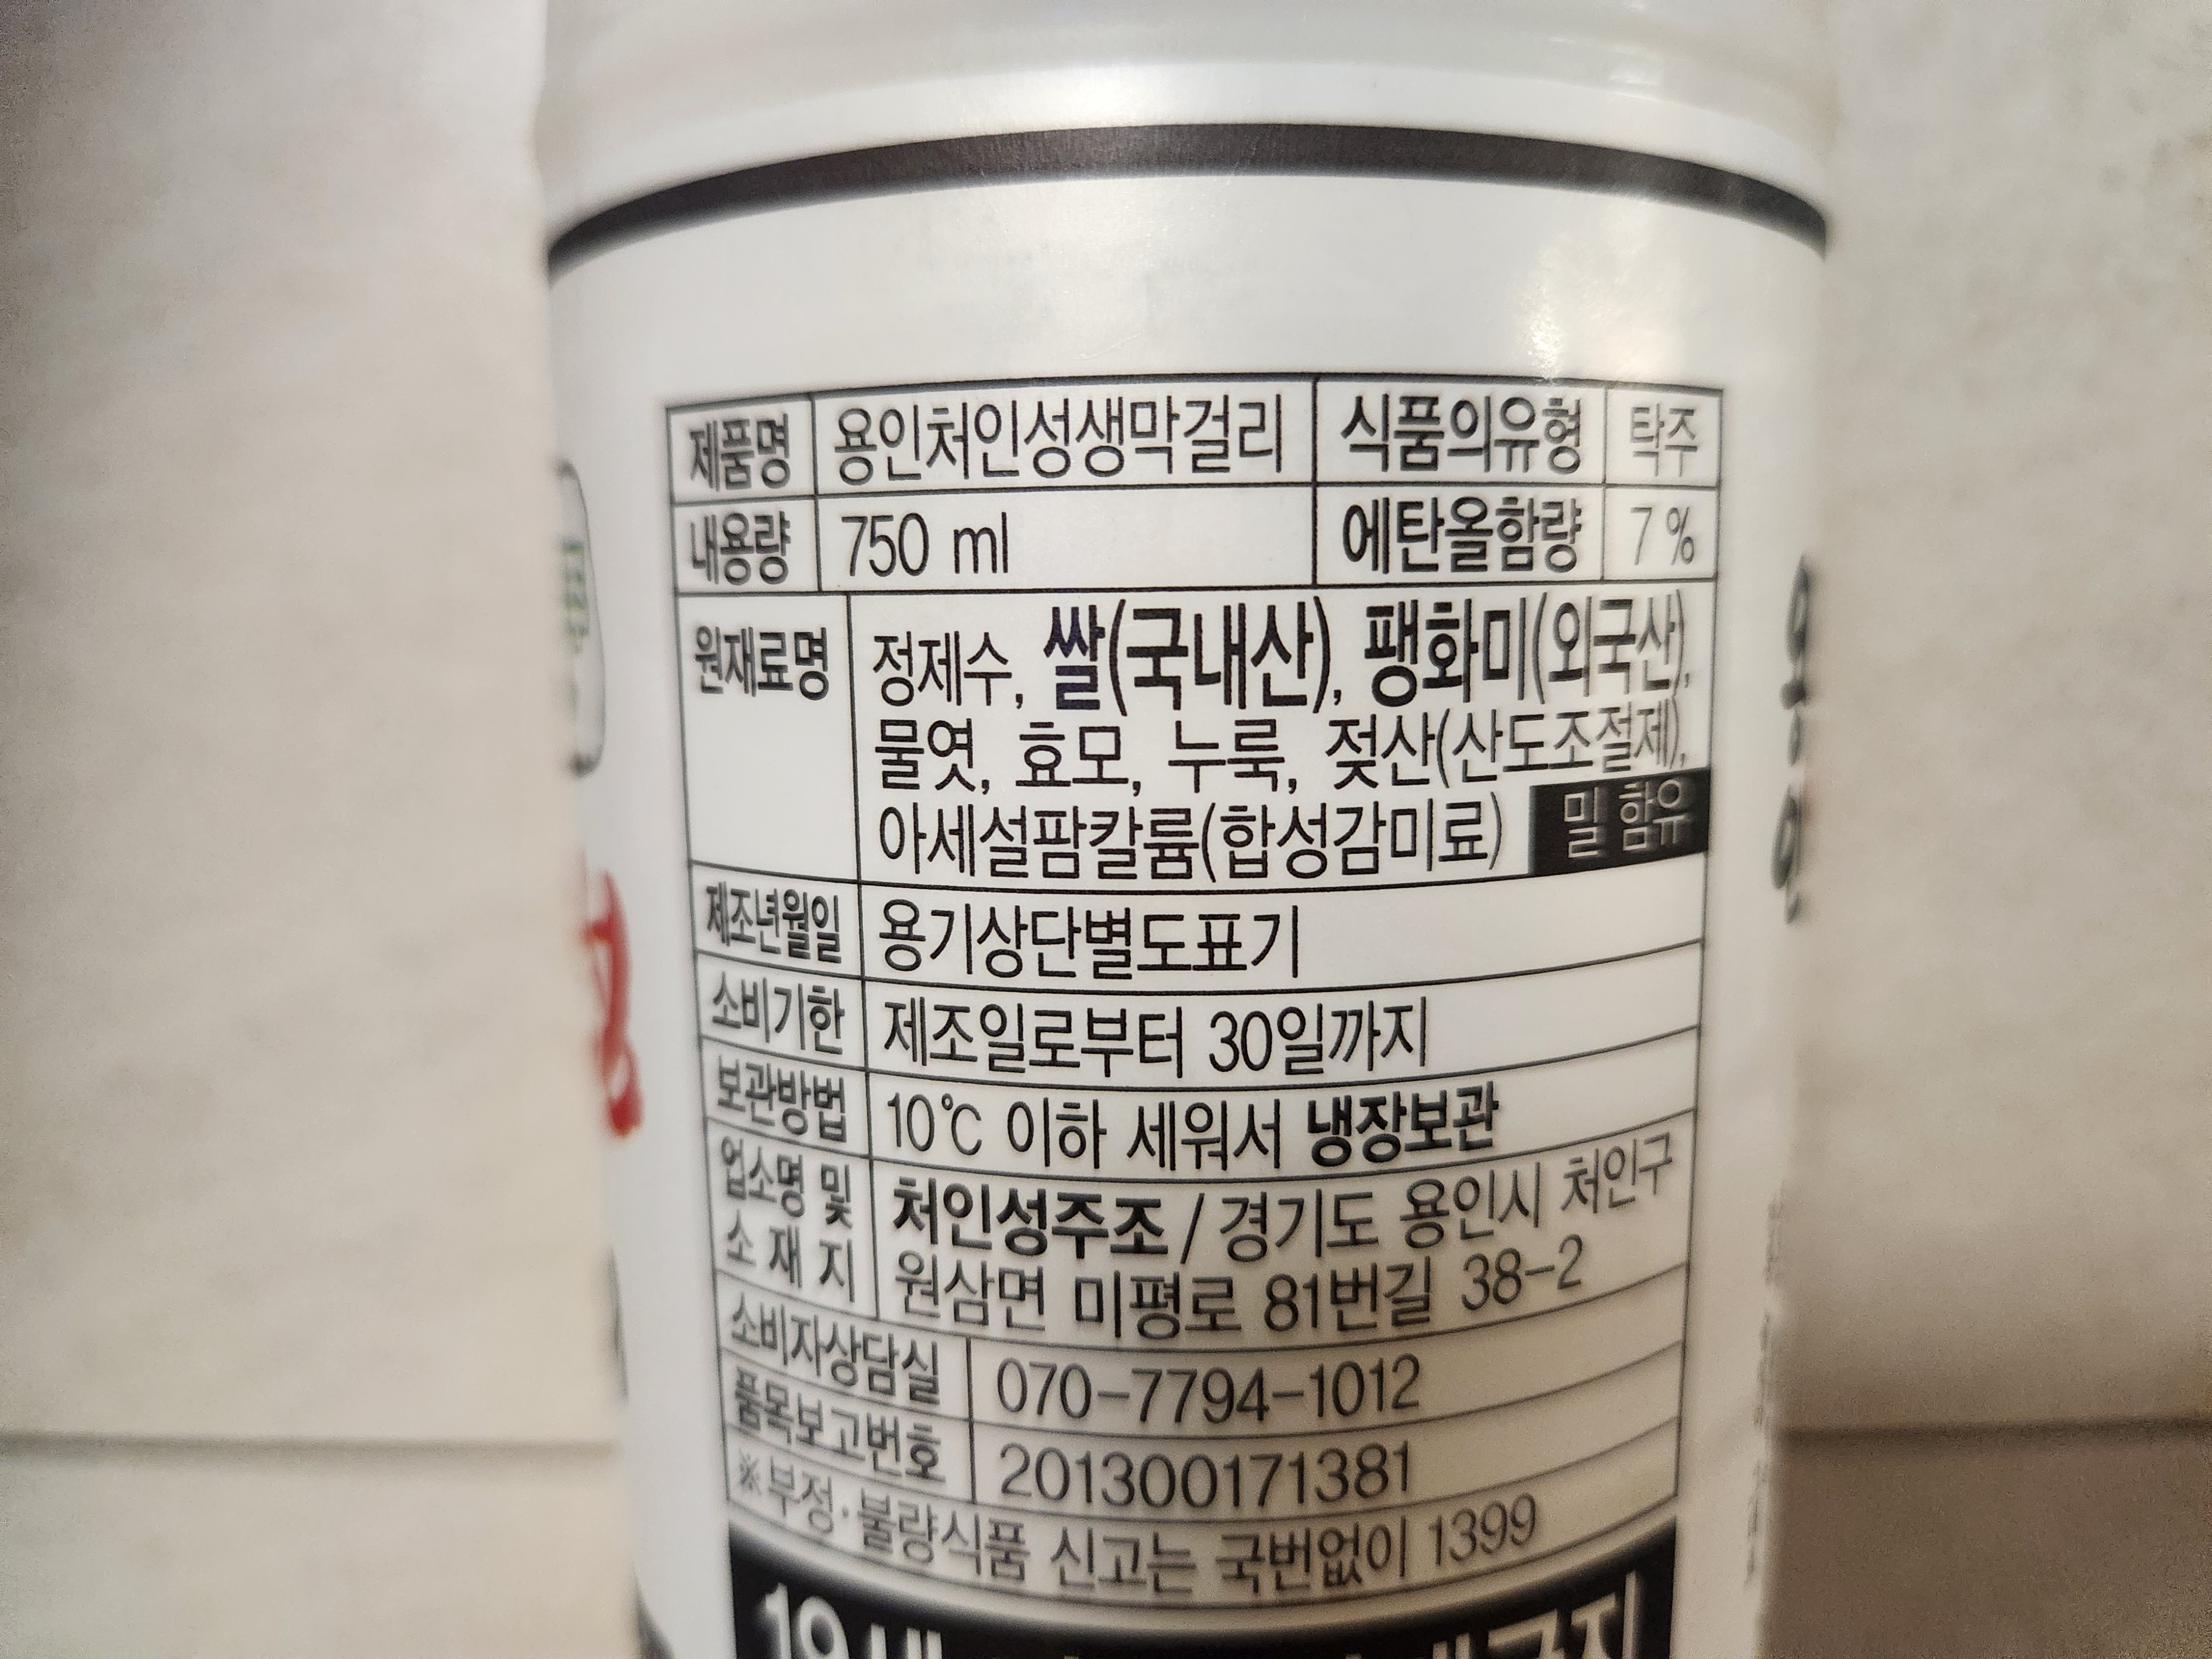 제품명 용인처인성생막걸리 식품의유형 탁주
내용량 750 ml 에탄올함량 7 %
원재료명 정제수, 쌀(국내산), 팽화미(외국산),
물엿, 효모, 누룩, 젖산(산도조절제),
아세설팜칼륨(합성감미료) 밀 함유
제조년월일 용기상단별도표기
소비기한 제조일로부터 30일까지
보관방법 10℃ 이하 세워서 냉장보관
업소명 및 처인성주조 / 경기도 용인시 처인구
소 재 지 원삼면 미평로 81번길 38-2
소비자상담실 070-7794-1012
품목보고번호 201300171381
※부정·불량식품 신고는 국번없이 1399